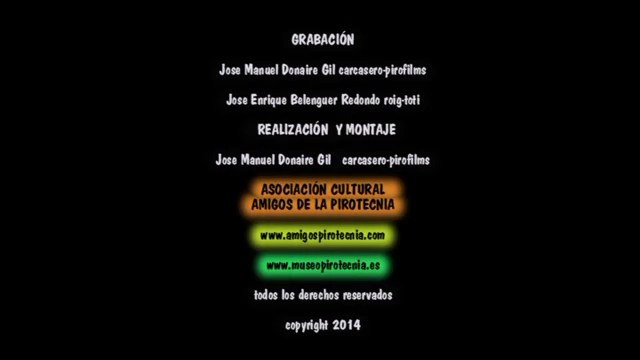 GRABACIÓN
Jose Manuel Donaire Gil carcasero-pirofilms
Jose Enrique Belenguer Redondo roig-toti
REALIZACIÓN Y MONTAJE
Jose Manuel Donaire Gil carcasero-pirofilms
ASOCIACIÓN CULTURAL
AMIGOS DE LA PIROTECNIA
www.amigospirotecnia.com
www.museopirotecnia.es
todos los derechos reservados
copyright 2014